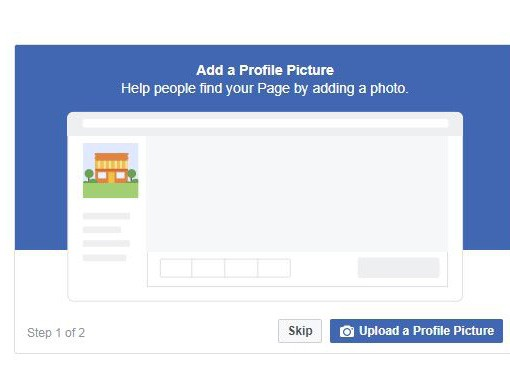 Add a Profile Picture
Help people find your Page by adding a photo.
Step 1 of 2
Skip
Upload a Profile Picture